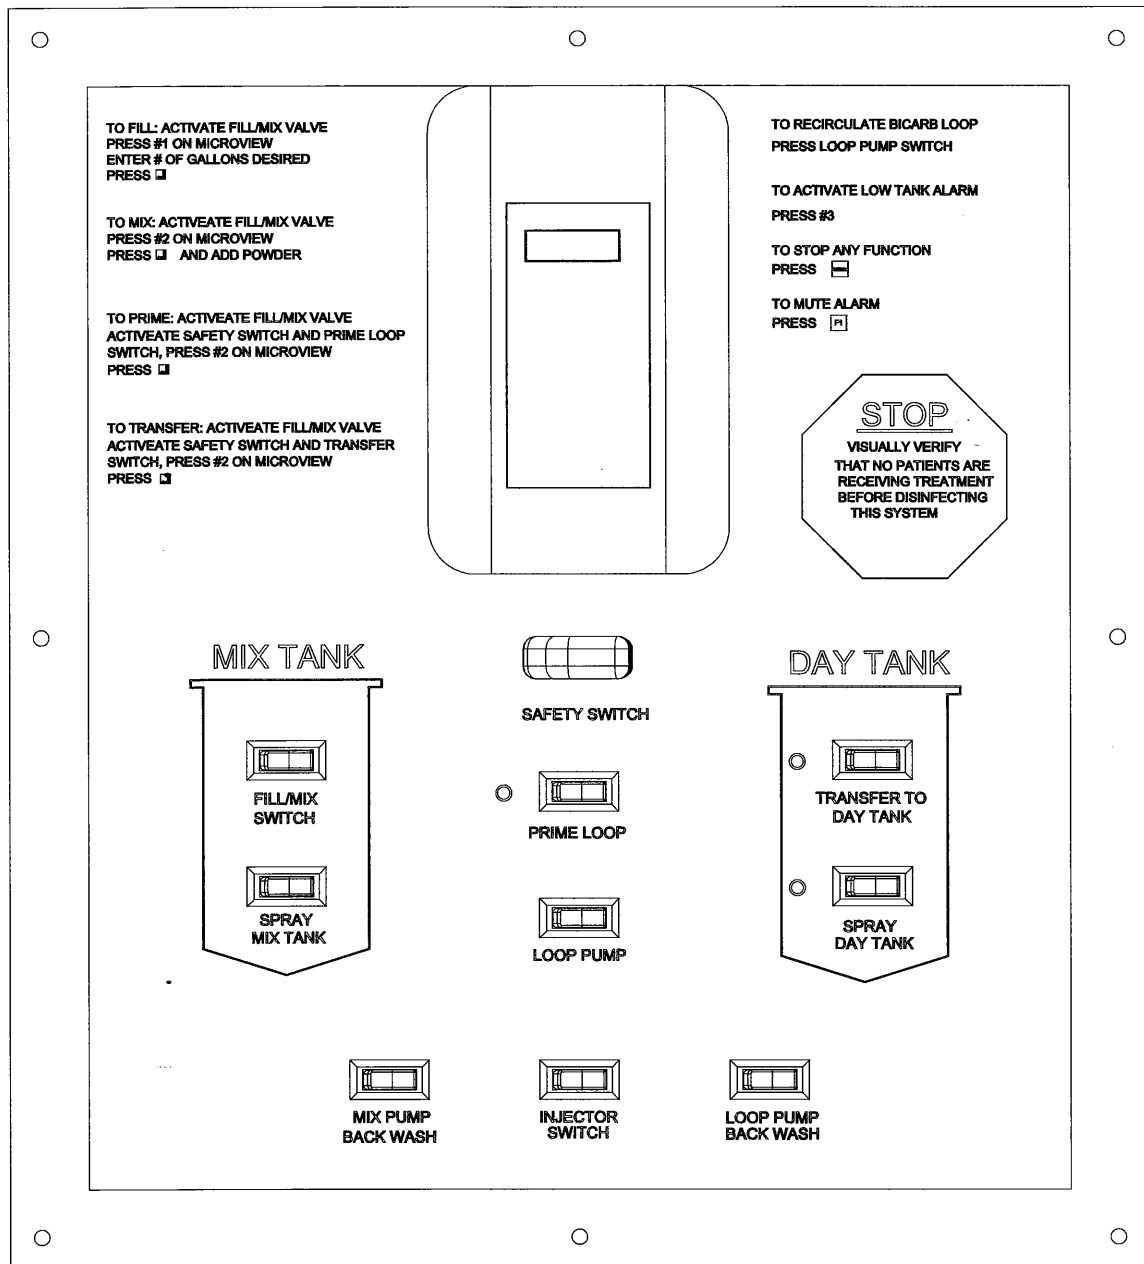 TO FILL: ACTIVATE FILL/MIX VALVE
PRESS #1 ON MICROVIEW
ENTER # OF GALLONS DESIRED
PRESS
TO MIX: ACTIVEATE FILL/MIX VALVE
PRESS #2 ON MICROVIEW
PRESS AND ADD POWDER
TO PRIME: ACTIVEATE FILL/MIX VALVE
ACTIVEATE SAFETY SWITCH AND PRIME LOOP
SWITCH, PRESS #2 ON MICROVIEW
PRESS
TO TRANSFER: ACTIVEATE FILL/MIX VALVE
ACTIVEATE SAFETY SWITCH AND TRANSFER
SWITCH, PRESS #2 ON MICROVIEW
PRESS
TO RECIRCULATE BICARB LOOP
PRESS LOOP PUMP SWITCH
TO ACTIVATE LOW TANK ALARM
PRESS #3
TO STOP ANY FUNCTION
PRESS
TO MUTE ALARM
PRESS
STOP
VISUALLY VERIFY
THAT NO PATIENTS ARE
RECEIVING TREATMENT
BEFORE DISINFECTING
THIS SYSTEM
MIX TANK
FILL/MIX
SWITCH
SPRAY
MIX TANK
SAFETY SWITCH
PRIME LOOP
LOOP PUMP
DAY TANK
TRANSFER TO
DAY TANK
SPRAY
DAY TANK
MIX PUMP
BACK WASH
INJECTOR
SWITCH
LOOP PUMP
BACK WASH